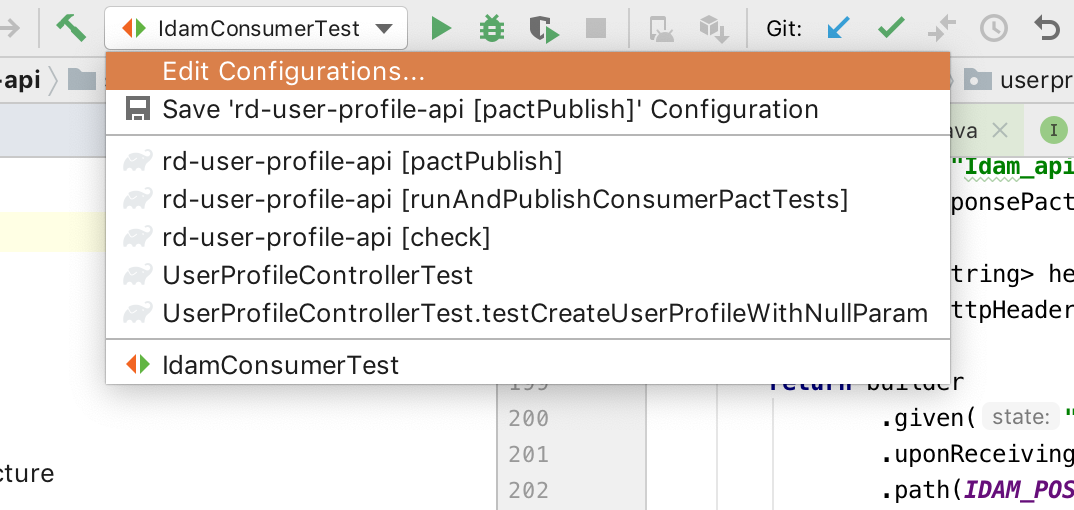 IdamConsumerTest
Git:
Edit Configurations...
-api
userpr
Save 'rd-user-profile-api [pactPublish]' Configuration
ava
I
rd-user-profile-api [pactPublish]
"Idam_api
rd-user-profile-api [runAndPublishConsumerPactTests]
ponsePact
rd-user-profile-api [check]
UserProfileControllerTest
tring> he
UserProfileControllerTest.testCreateUserProfileWithNullParam
ttpHeader
IdamConsumerTest
199
return builder
200
.given( state: "
201
.uponReceiving
cture
202
.path(IDAM_POS